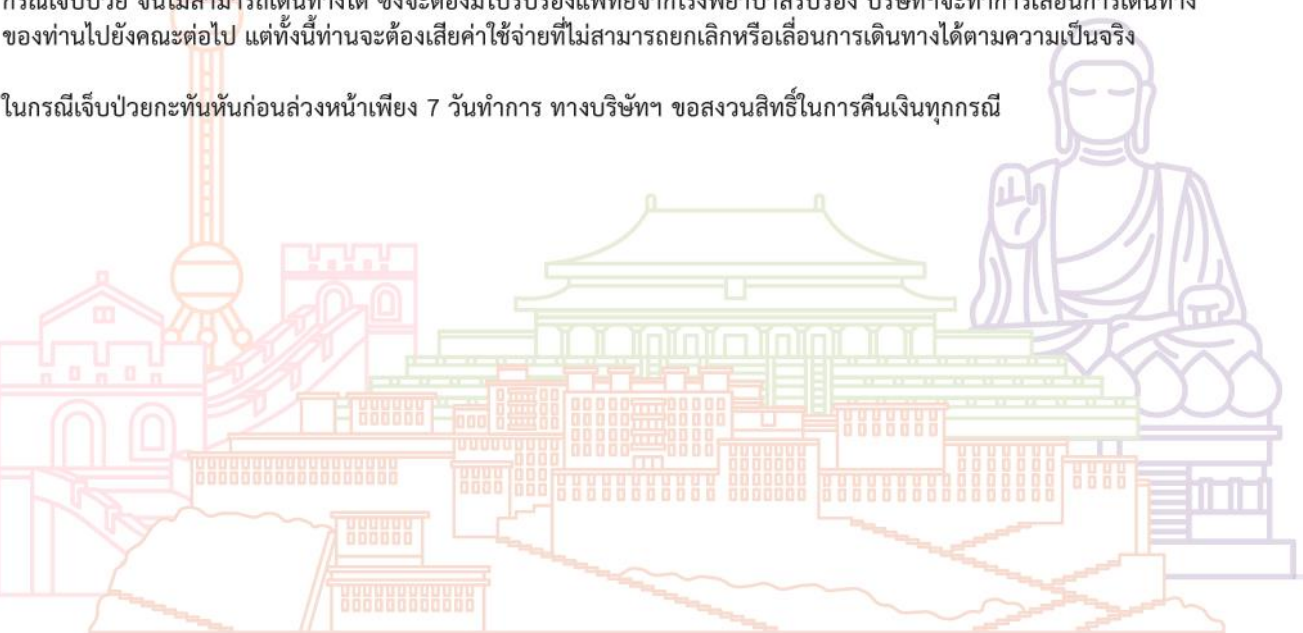 กรณีเจ็บป่วย จนไม่สามารถเดินทางได้ ซึ่งจะต้องมีใบรับรองแพทย์จากโรงพยาบาลรับรอง บริษัทฯจะทำการเลื่อนการเดินทาง
ของท่านไปยังคณะต่อไป แต่ทั้งนี้ท่านจะต้องเสียค่าใช้จ่ายที่ไม่สามารถยกเลิกหรือเลื่อนการเดินทางได้ตามความเป็นจริง
ในกรณีเจ็บป่วยกะทันหันก่อนล่วงหน้าเพียง 7 วันทำการ ทางบริษัทฯ ขอสงวนสิทธิ์ในการคืนเงินทุกกรณี